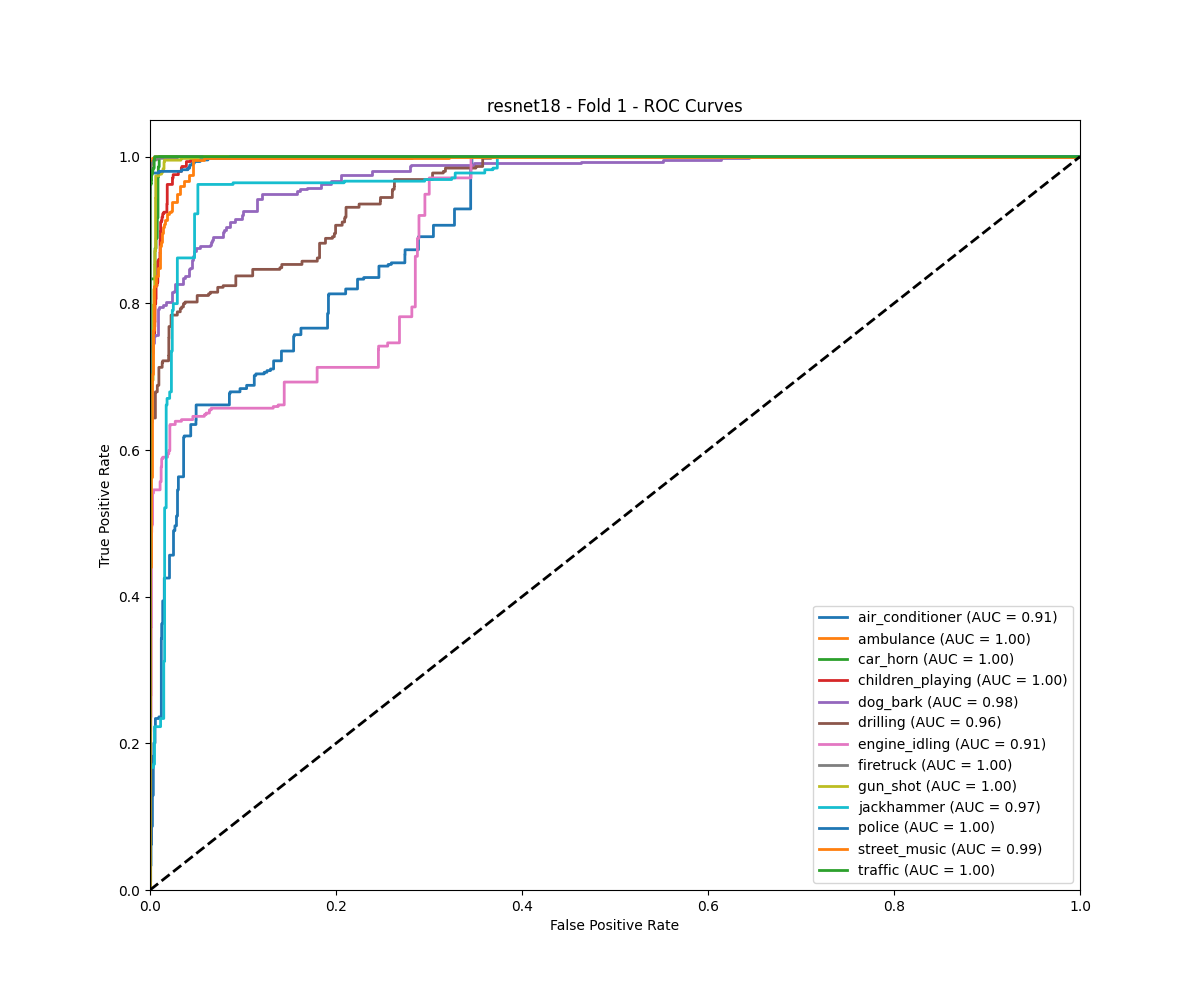 resnet18 - Fold 1 - ROC Curves
True Positive Rate
1.0
0.8
0.6
0.4
0.2
0.0
0.0 0.2 0.4 0.6 0.8 1.0
False Positive Rate
air_conditioner (AUC = 0.91)
ambulance (AUC = 1.00)
car_horn (AUC = 1.00)
children_playing (AUC = 1.00)
dog_bark (AUC = 0.98)
drilling (AUC = 0.96)
engine_idling (AUC = 0.91)
firetruck (AUC = 1.00)
gun_shot (AUC = 1.00)
jackhammer (AUC = 0.97)
police (AUC = 1.00)
street_music (AUC = 0.99)
traffic (AUC = 1.00)